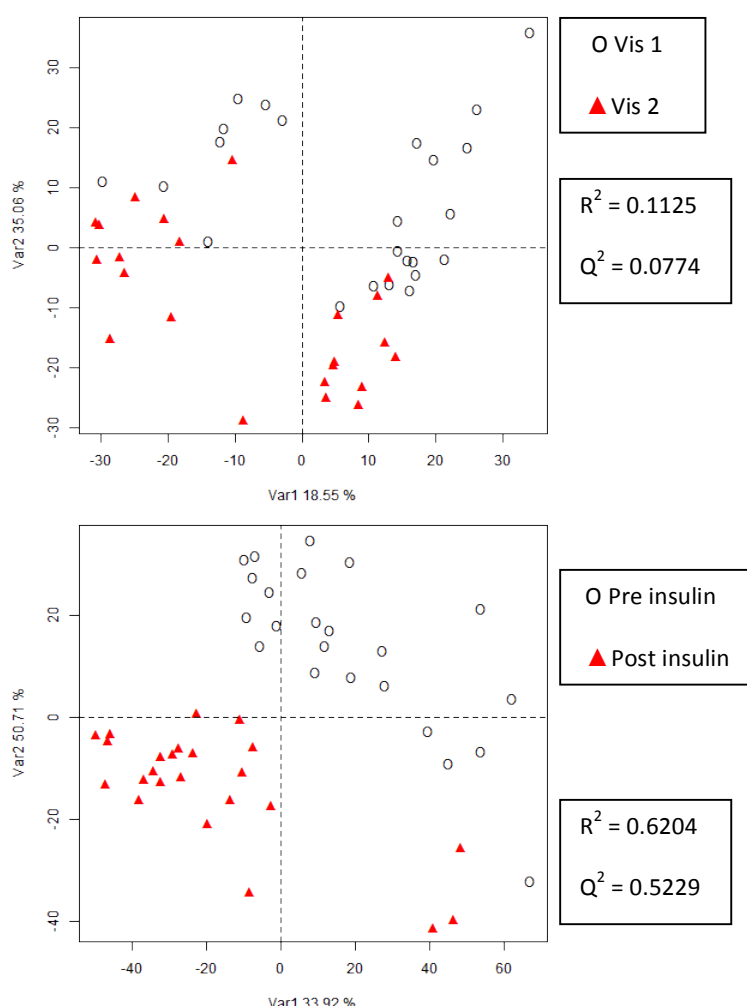 O Vis 1
▲ Vis 2
R² = 0.1125
Q² = 0.0774
30
20
10
0
-10
-20
-30
Var2 35.06 %
-30 -20 -10 0 10 20 30
Var1 18.55 %
O Pre insulin
▲ Post insulin
R² = 0.6204
Q² = 0.5229
20
0
-20
-40
Var2 50.71 %
-40 -20 0 20 40 60
Var1 33.92 %